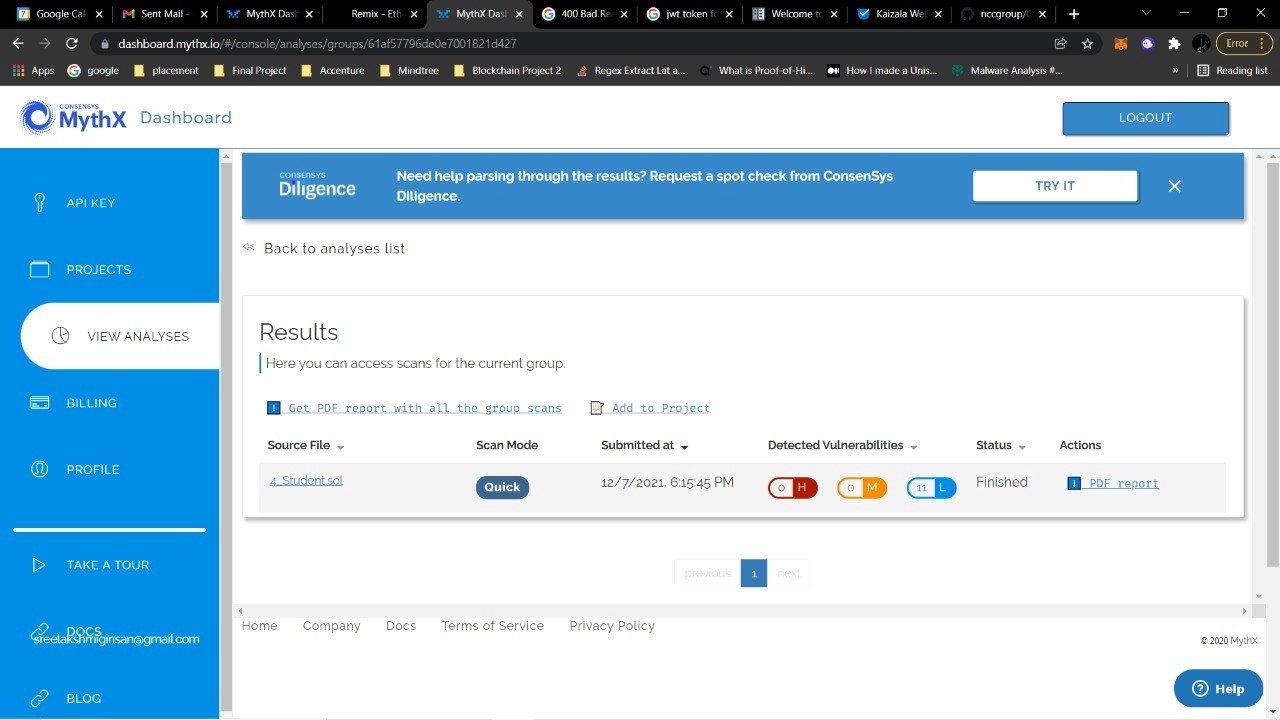 Google Cale
Sent Mail -
MythX Das
Remix - Eth
MythX Das
400 Bad Re
jwt token fo
Welcome to
Kaizala Wel
nccgroup/
dashboard.mythx.io/#/console/analyses/groups/61af57796de0e7001821d427
Error
Apps google placement Final Project Accenture Mindtree Blockchain Project 2 Regex Extract Lat a... What is Proof-of-Hi... How I made a Unis... Malware Analysis #... » Reading list
CONSENSYS
MythX Dashboard
LOGOUT
API KEY
PROJECTS
VIEW ANALYSES
BILLING
PROFILE
TAKE A TOUR
DOCS
sreelakshmigirisan@gmail.com
BLOG
CONSENSYS
Diligence
Need help parsing through the results? Request a spot check from ConsenSys
Diligence.
TRY IT
Back to analyses list
Results
Here you can access scans for the current group.
Get PDF report with all the group scans Add to Project
Source File Scan Mode Submitted at Detected Vulnerabilities Status Actions
4_Student.sol Quick 12/7/2021, 6:15:45 PM 0 H 0 M 11 L Finished PDF report
previous 1 next
Home Company Docs Terms of Service Privacy Policy
© 2020 MythX
Help